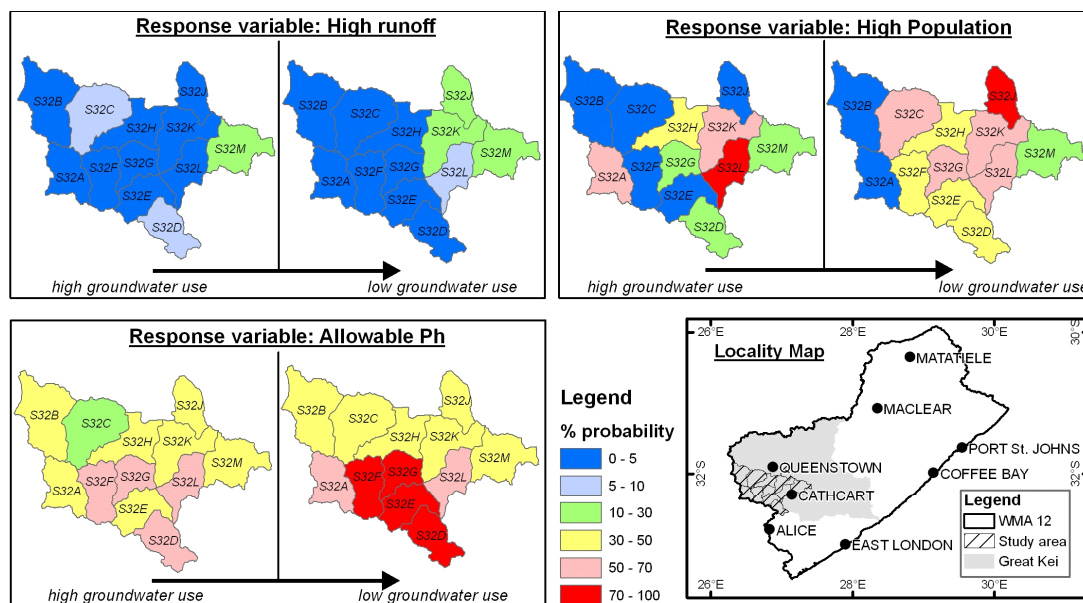 Response variable: High runoff
S32B
S32C
S32J
S32H
S32K
S32M
S32A
S32F
S32G
S32L
S32E
S32D
S32B
S32C
S32J
S32H
S32K
S32M
S32A
S32F
S32G
S32L
S32E
S32D
high groundwater use
low groundwater use
Response variable: High Population
S32B
S32C
S32J
S32H
S32K
S32M
S32A
S32F
S32G
S32L
S32E
S32D
S32B
S32C
S32J
S32H
S32K
S32M
S32A
S32F
S32G
S32L
S32E
S32D
high groundwater use
low groundwater use
Response variable: Allowable Ph
S32B
S32C
S32J
S32H
S32K
S32M
S32A
S32F
S32G
S32L
S32E
S32D
S32B
S32C
S32J
S32H
S32K
S32M
S32A
S32F
S32G
S32L
S32E
S32D
high groundwater use
low groundwater use
Legend
% probability
0 - 5
5 - 10
10 - 30
30 - 50
50 - 70
70 - 100
26°E
28°E
30°E
30°S
Locality Map
MATATIELE
MACLEAR
PORT St. JOHNS
QUEENSTOWN
COFFEE BAY
32°S
32°S
CATHCART
ALICE
EAST LONDON
Legend
WMA 12
Study area
Great Kei
26°E
28°E
30°E